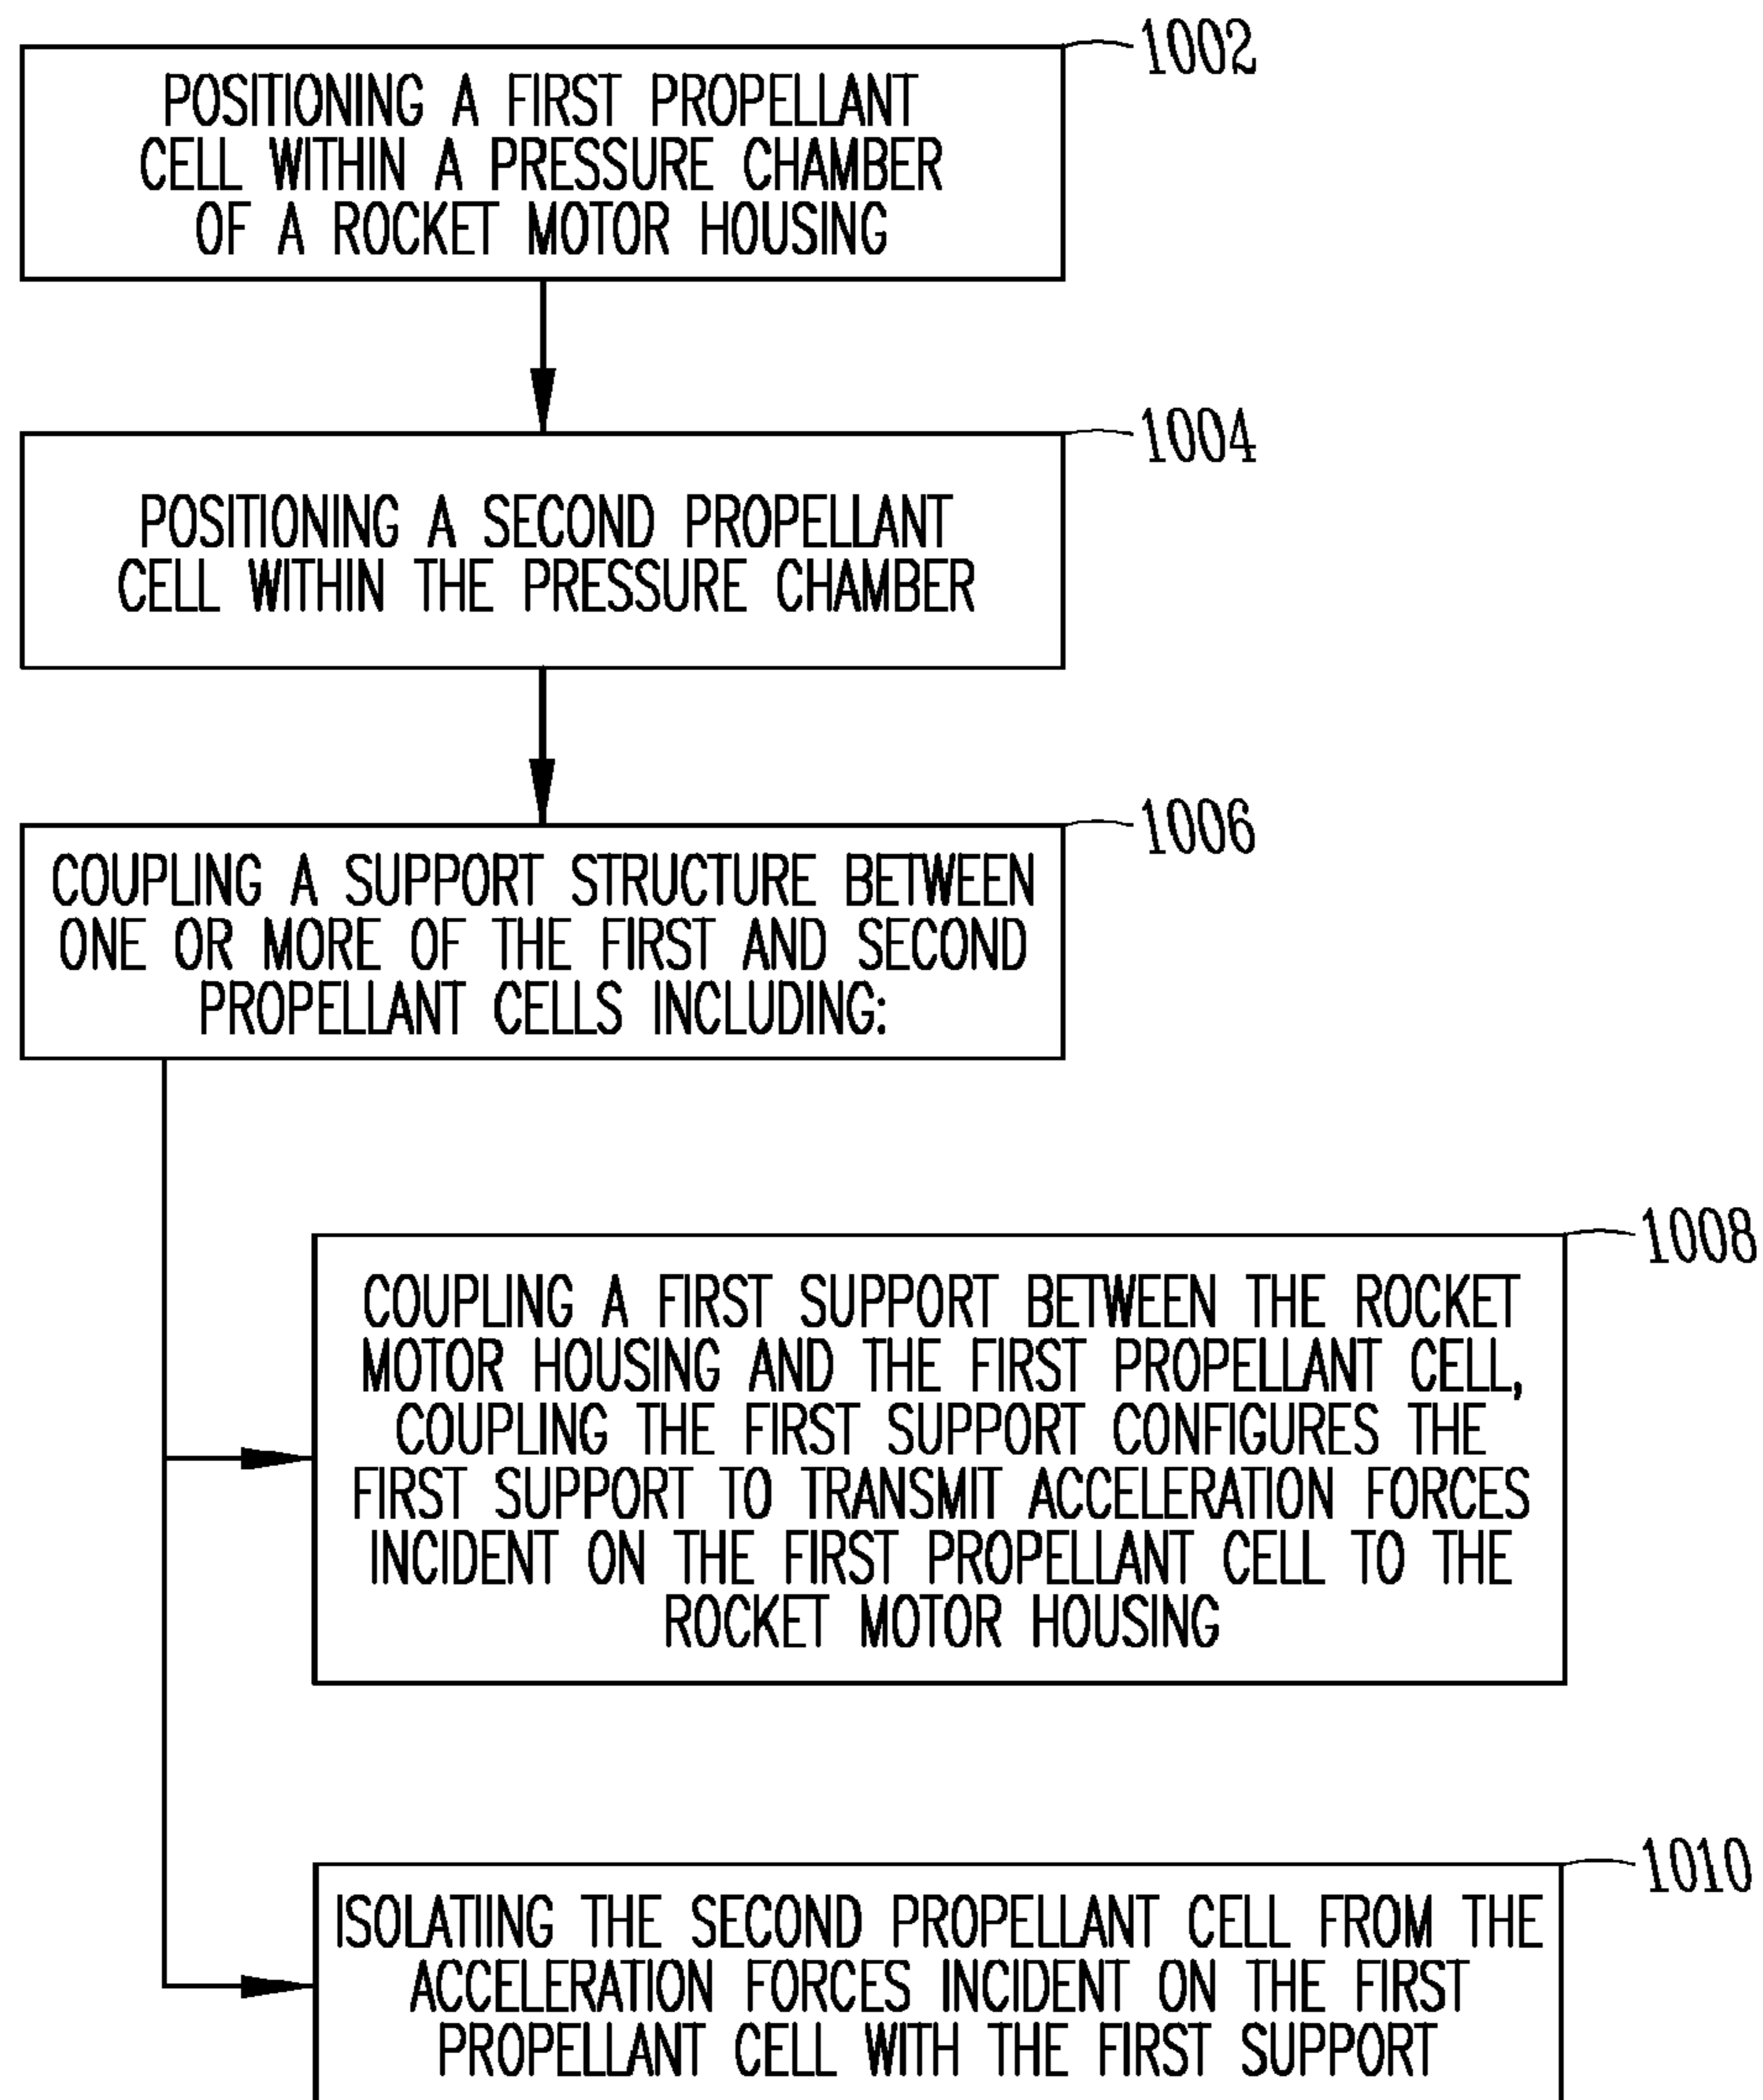 1002
POSITIONING A FIRST PROPELLANT
CELL WITHIN A PRESSURE CHAMBER
OF A ROCKET MOTOR HOUSING
1004
POSITIONING A SECOND PROPELLANT
CELL WITHIN THE PRESSURE CHAMBER
1006
COUPLING A SUPPORT STRUCTURE BETWEEN
ONE OR MORE OF THE FIRST AND SECOND
PROPELLANT CELLS INCLUDING:
1008
COUPLING A FIRST SUPPORT BETWEEN THE ROCKET
MOTOR HOUSING AND THE FIRST PROPELLANT CELL,
COUPLING THE FIRST SUPPORT CONFIGURES THE
FIRST SUPPORT TO TRANSMIT ACCELERATION FORCES
INCIDENT ON THE FIRST PROPELLANT CELL TO THE
ROCKET MOTOR HOUSING
1010
ISOLATIING THE SECOND PROPELLANT CELL FROM THE
ACCELERATION FORCES INCIDENT ON THE FIRST
PROPELLANT CELL WITH THE FIRST SUPPORT